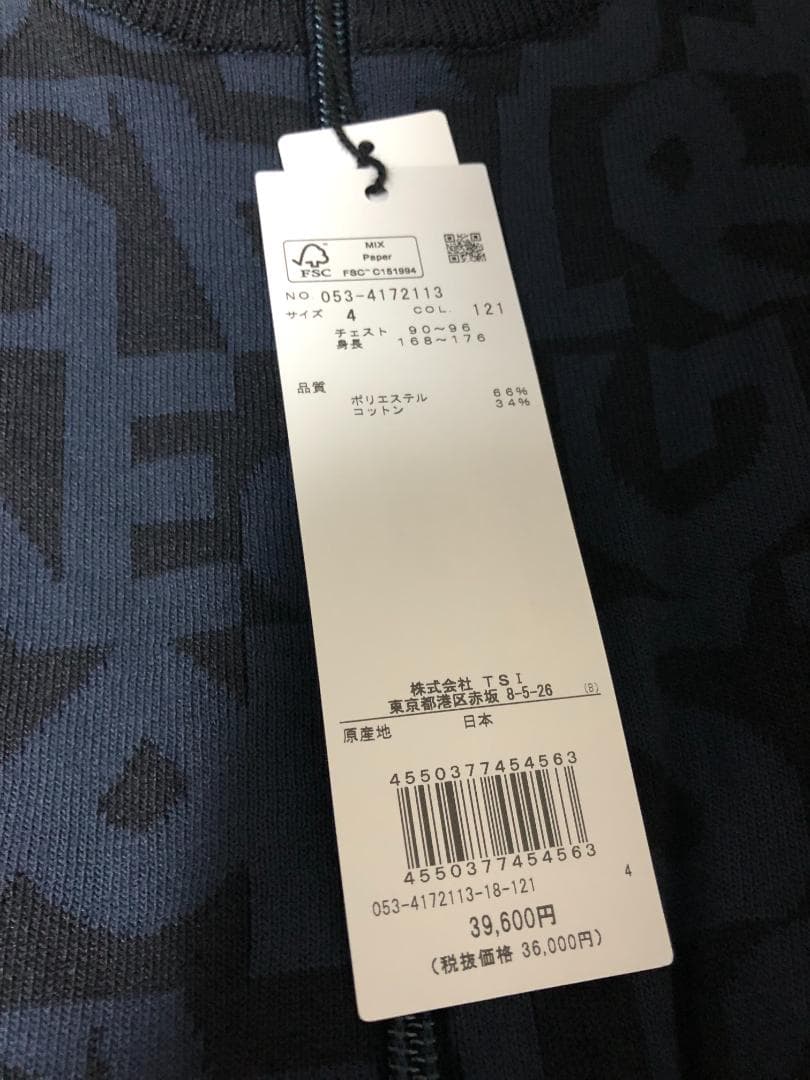 MIX
Paper
FSC™ C151994
FSC™
NO. 053-4172113
サイズ 4 COL. 121
チェスト 90～96
身長 168～176
品質
ポリエステル 66%
コットン 34%
株式会社 TSI
東京都港区赤坂 8-5-26 (B)
原産地 日本
4550377454563
4550377454563
053-4172113-18-121 4
39,600円
(税抜価格 36,000円)